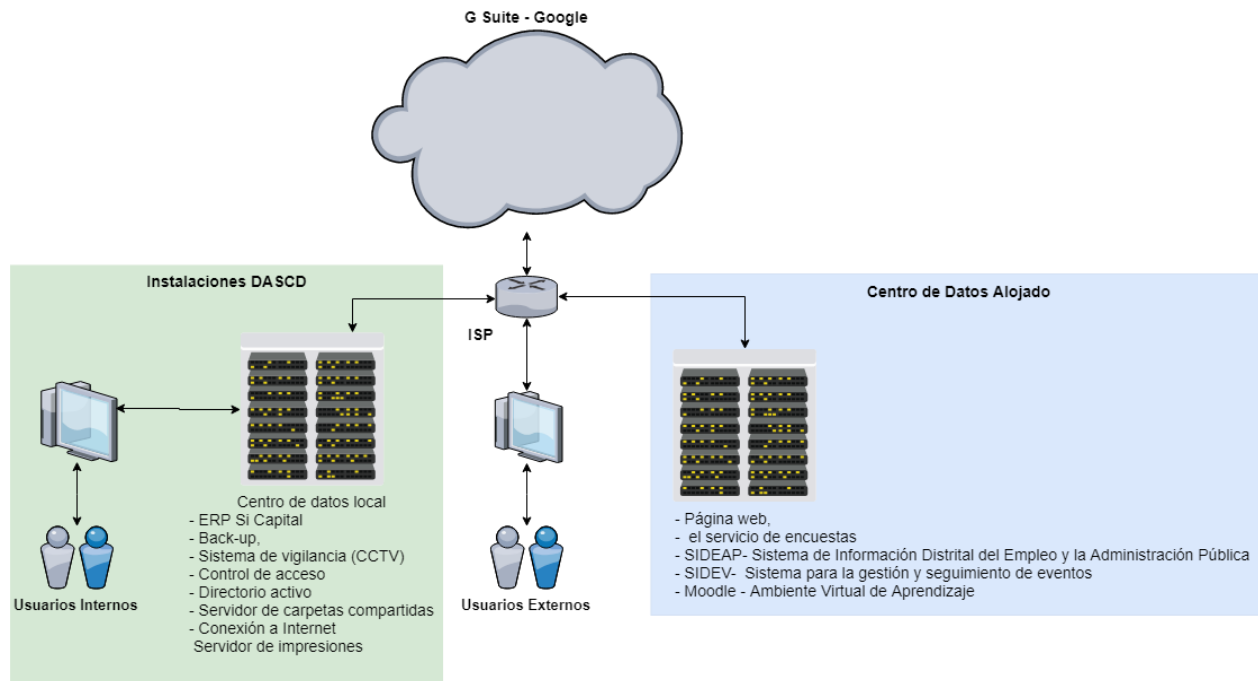 G Suite - Google
Instalaciones DASCD
ISP
Centro de Datos Alojado
Centro de datos local
- ERP Si Capital
- Back-up,
- Sistema de vigilancia (CCTV)
- Control de acceso
- Directorio activo
- Servidor de carpetas compartidas
- Conexión a Internet
Servidor de impresiones
Usuarios Internos
Usuarios Externos
- Página web,
- el servicio de encuestas
- SIDEAP- Sistema de Información Distrital del Empleo y la Administración Pública
- SIDEV- Sistema para la gestión y seguimiento de eventos
- Moodle - Ambiente Virtual de Aprendizaje